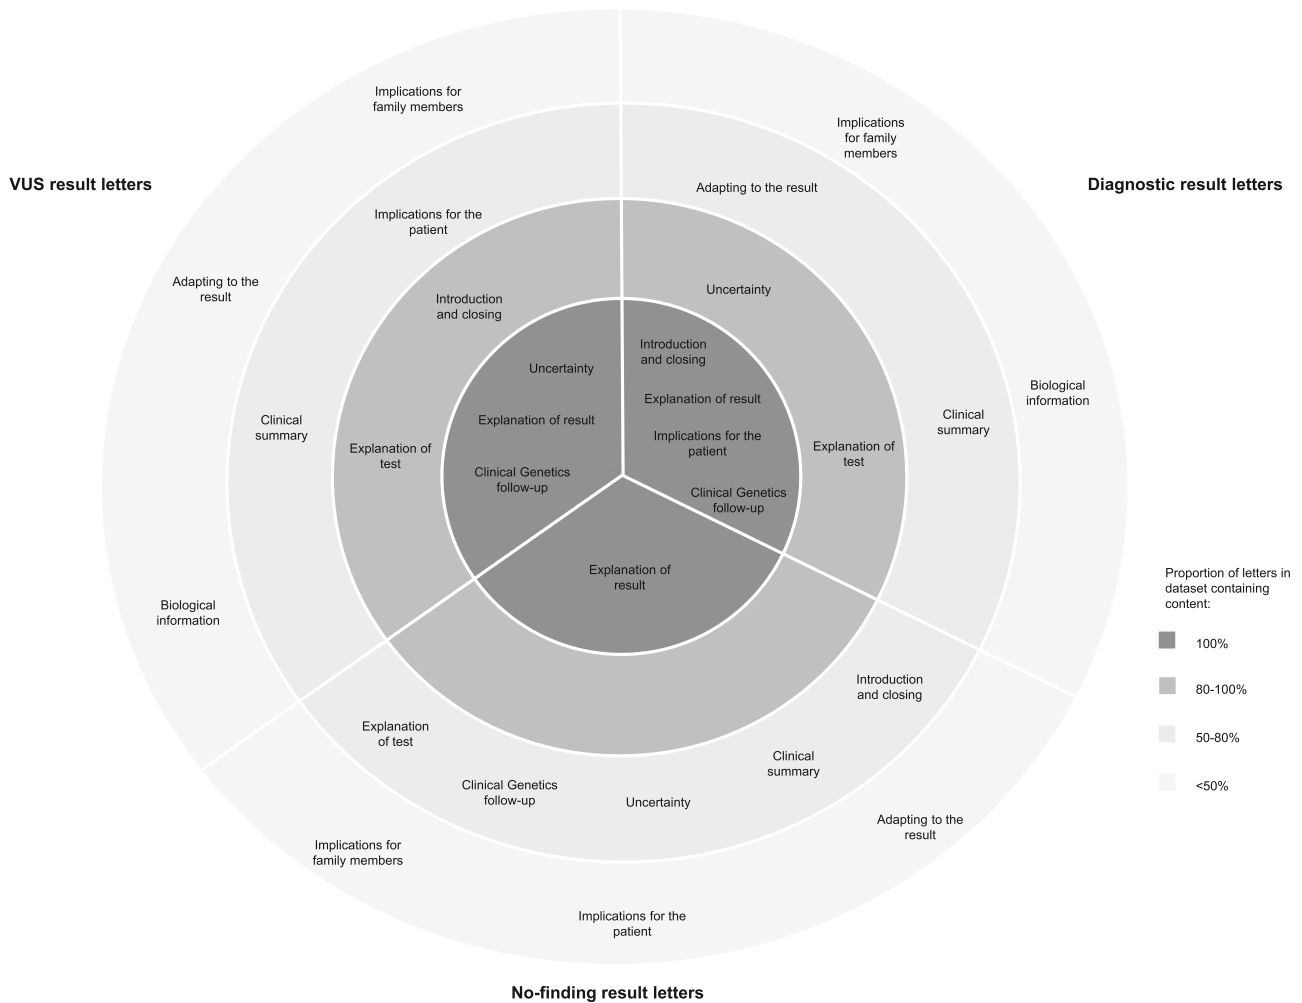 Implications for
family members
Implications
for family
members
VUS result letters
Diagnostic result letters
Adapting to the result
Implications for the
patient
Adapting to the
result
Uncertainty
Introduction
and closing
Introduction
and closing
Uncertainty
Explanation of result
Biological
information
Explanation of result
Clinical
summary
Clinical
summary
Implications for the
patient
Explanation of
test
Explanation of
test
Clinical Genetics
follow-up
Clinical Genetics
follow-up
Explanation of
result
Proportion of letters in
dataset containing
content:
100%
80-100%
50-80%
<50%
Biological
information
Introduction
and closing
Explanation
of test
Clinical
summary
Clinical Genetics
follow-up
Uncertainty
Adapting to the
result
Implications for
family members
Implications for the
patient
No-finding result letters